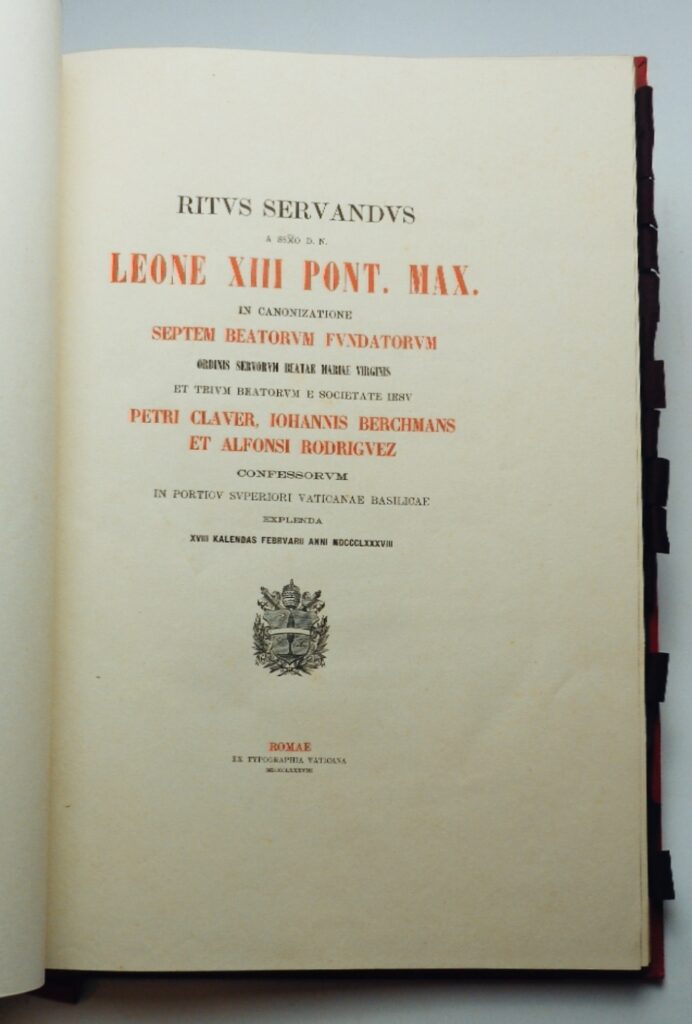 RITVS SERVANDVS
A SSM̃O D. N.
LEONE XIII PONT. MAX.
IN CANONIZATIONE
SEPTEM BEATORVM FVNDATORVM
ORDINIS SERVORVM BEATAE MARIAE VIRGINIS
ET TRIVM BEATORVM E SOCIETATE IESV
PETRI CLAVER, IOHANNIS BERCHMANS
ET ALFONSI RODRIGVEZ
CONFESSORVM
IN PORTICV SVPERIORI VATICANAE BASILICAE
EXPLENDA
XVIII KALENDAS FEBRVARII ANNI MDCCCLXXXVIII
ROMAE
EX TYPOGRAPHIA VATICANA
MDCCCLXXXVIII